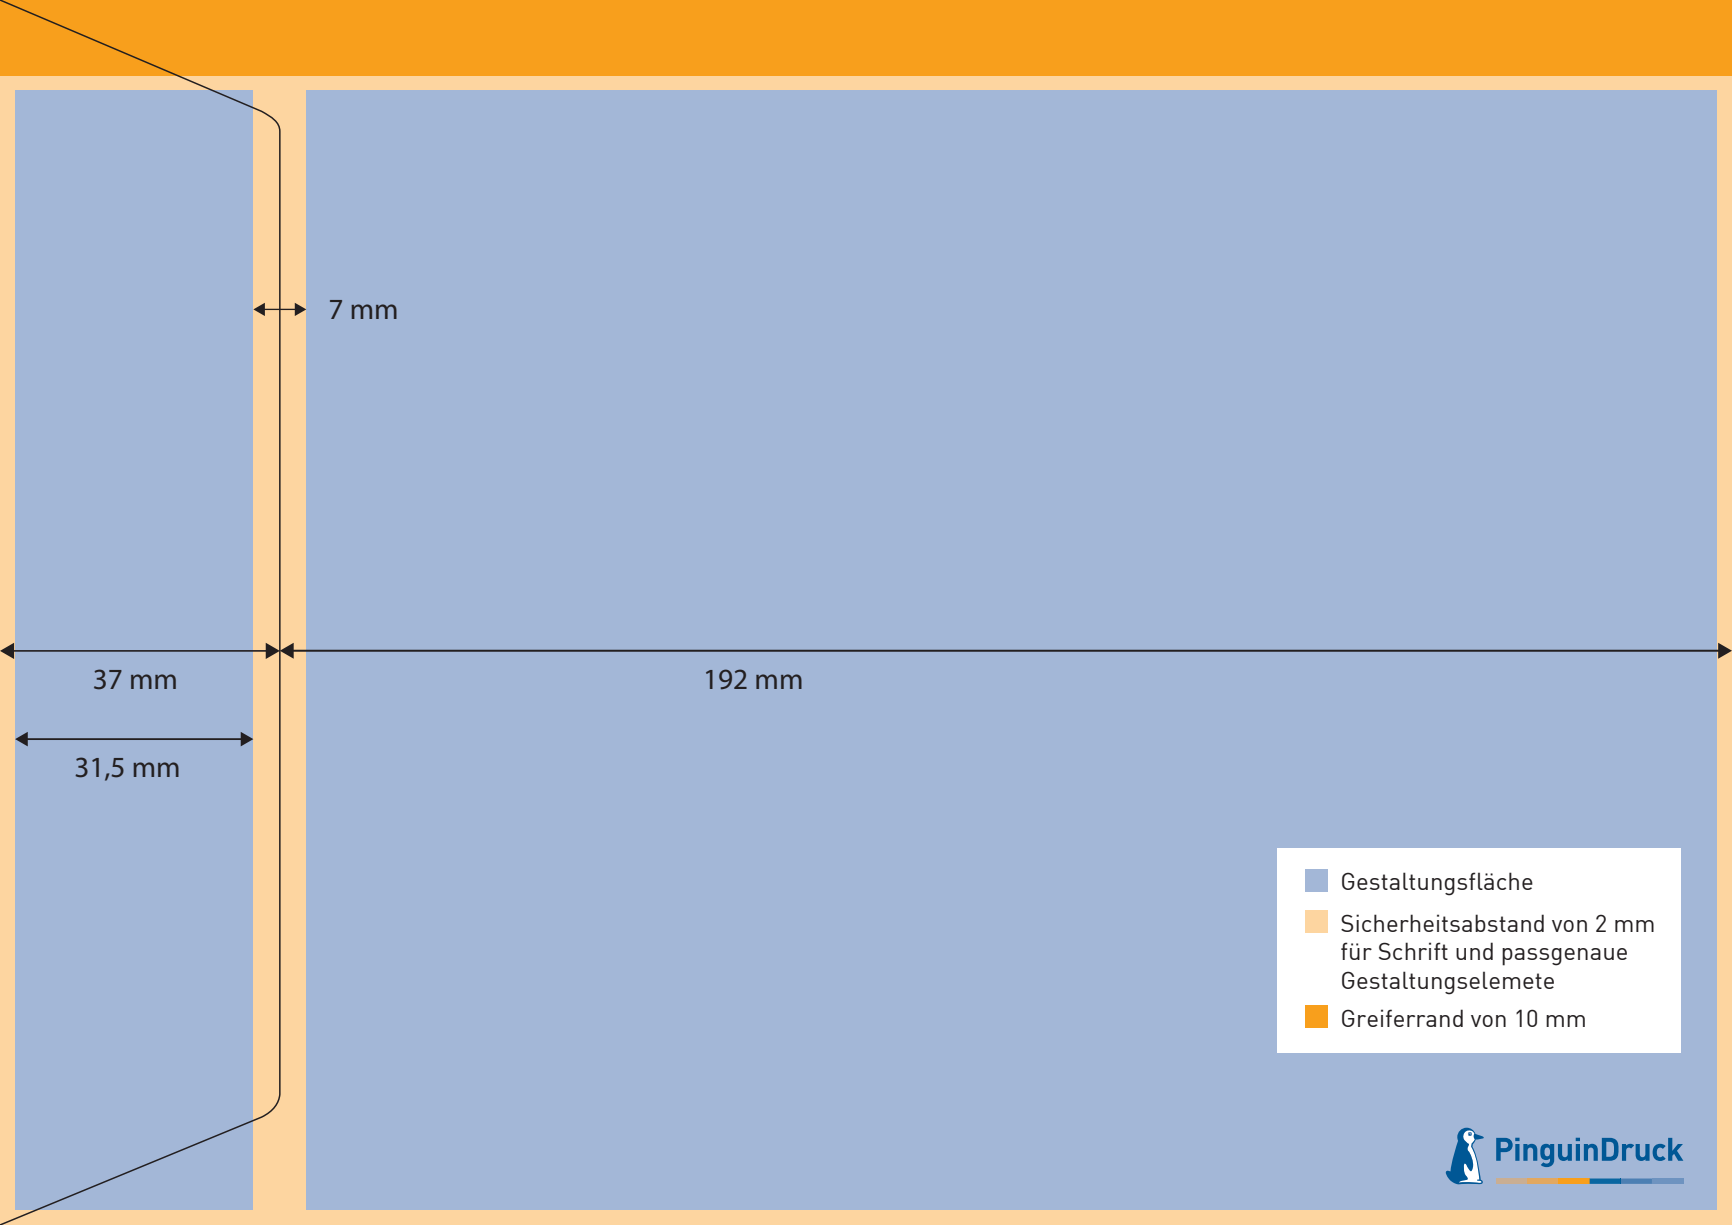 7 mm
37 mm
192 mm
31,5 mm
Gestaltungsfläche
Sicherheitsabstand von 2 mm
für Schrift und passgenaue
Gestaltungselemete
Greiferrand von 10 mm
PinguinDruck